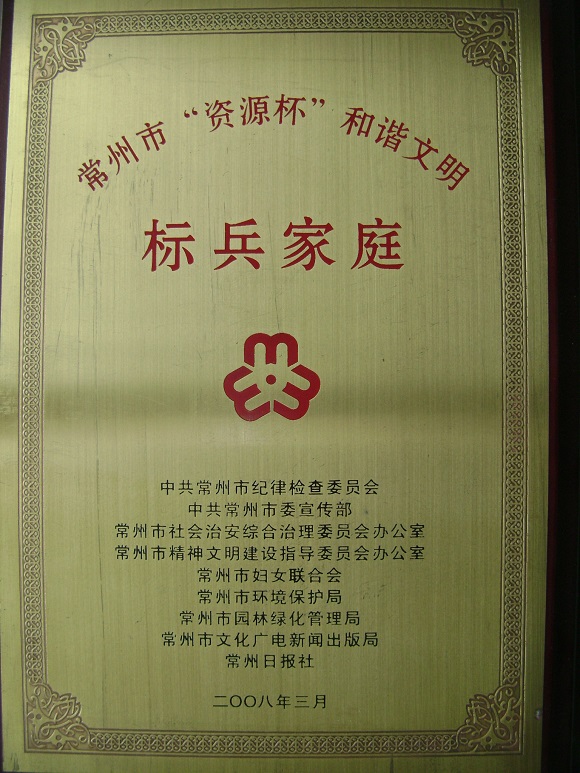 常州市“资源杯”和谐文明
标兵家庭
中共常州市纪律检查委员会
中共常州市委宣传部
常州市社会治安综合治理委员会办公室
常州市精神文明建设指导委员会办公室
常州市妇女联合会
常州市环境保护局
常州市园林绿化管理局
常州市文化广电新闻出版局
常州日报社
二〇〇八年三月